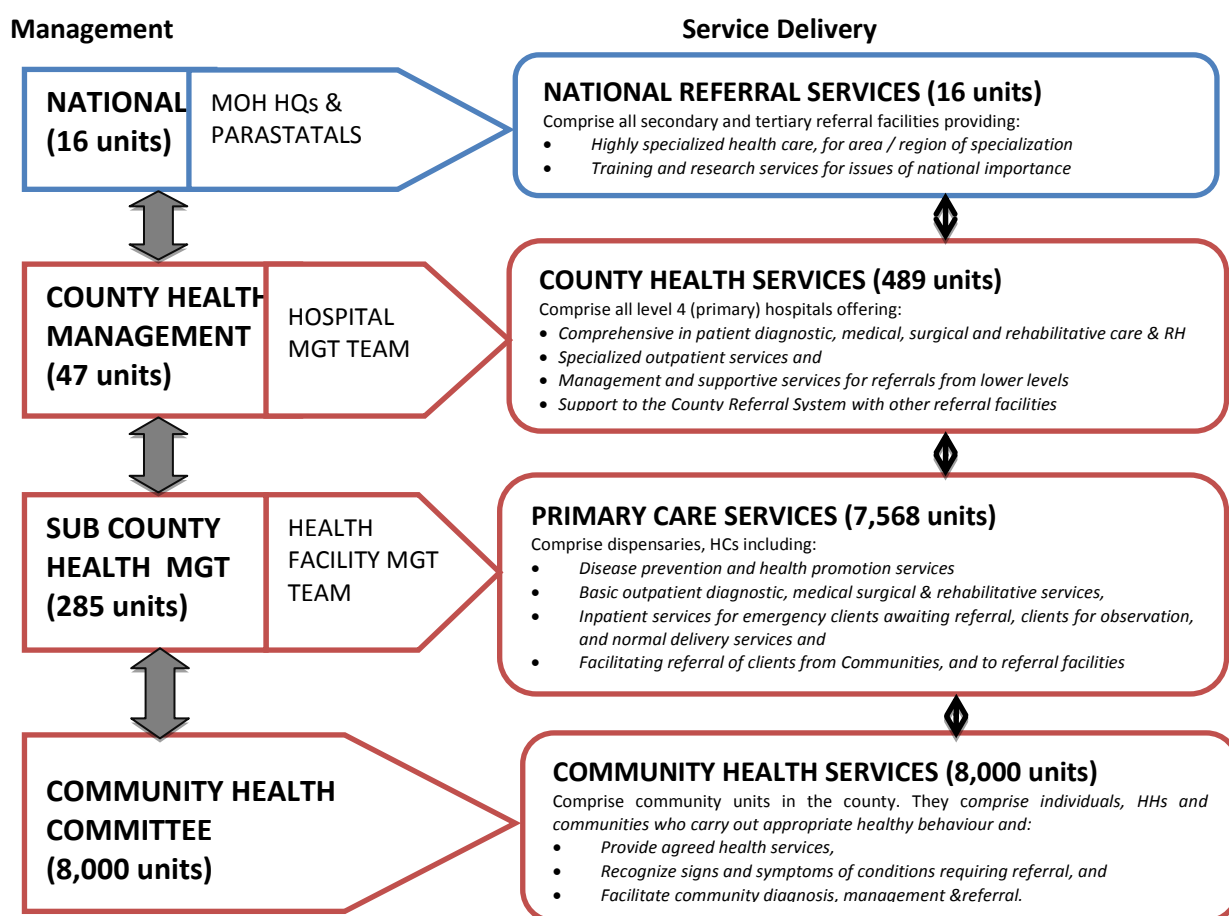 Management
Service Delivery
NATIONAL
(16 units)
MOH HQs &
PARASTATALS
NATIONAL REFERRAL SERVICES (16 units)
Comprise all secondary and tertiary referral facilities providing:
• Highly specialized health care, for area / region of specialization
• Training and research services for issues of national importance
COUNTY HEALTH
MANAGEMENT
(47 units)
HOSPITAL
MGT TEAM
COUNTY HEALTH SERVICES (489 units)
Comprise all level 4 (primary) hospitals offering:
• Comprehensive in patient diagnostic, medical, surgical and rehabilitative care & RH
• Specialized outpatient services and
• Management and supportive services for referrals from lower levels
• Support to the County Referral System with other referral facilities
SUB COUNTY
HEALTH MGT
(285 units)
HEALTH
FACILITY MGT
TEAM
PRIMARY CARE SERVICES (7,568 units)
Comprise dispensaries, HCs including:
• Disease prevention and health promotion services
• Basic outpatient diagnostic, medical surgical & rehabilitative services,
• Inpatient services for emergency clients awaiting referral, clients for observation,
and normal delivery services and
• Facilitating referral of clients from Communities, and to referral facilities
COMMUNITY HEALTH
COMMITTEE
(8,000 units)
COMMUNITY HEALTH SERVICES (8,000 units)
Comprise community units in the county. They comprise individuals, HHs and
communities who carry out appropriate healthy behaviour and:
• Provide agreed health services,
• Recognize signs and symptoms of conditions requiring referral, and
• Facilitate community diagnosis, management &referral.